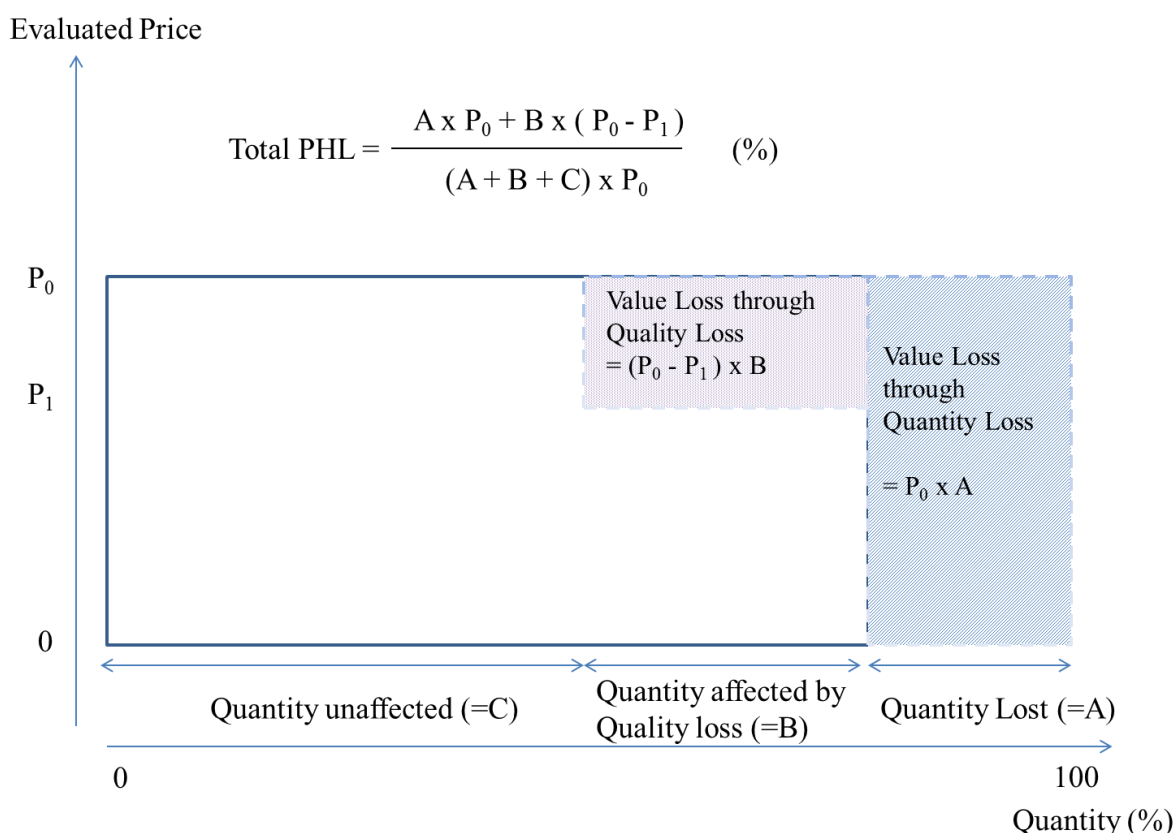 Evaluated Price
A x P₀ + B x ( P₀ - P₁ )
Total PHL = (%)
(A + B + C) x P₀
P₀
Value Loss through
Quality Loss
= (P₀ - P₁ ) x B
P₁
Value Loss
through
Quantity Loss
= P₀ x A
0
Quantity unaffected (=C)
Quantity affected by
Quality loss (=B)
Quantity Lost (=A)
0
100
Quantity (%)